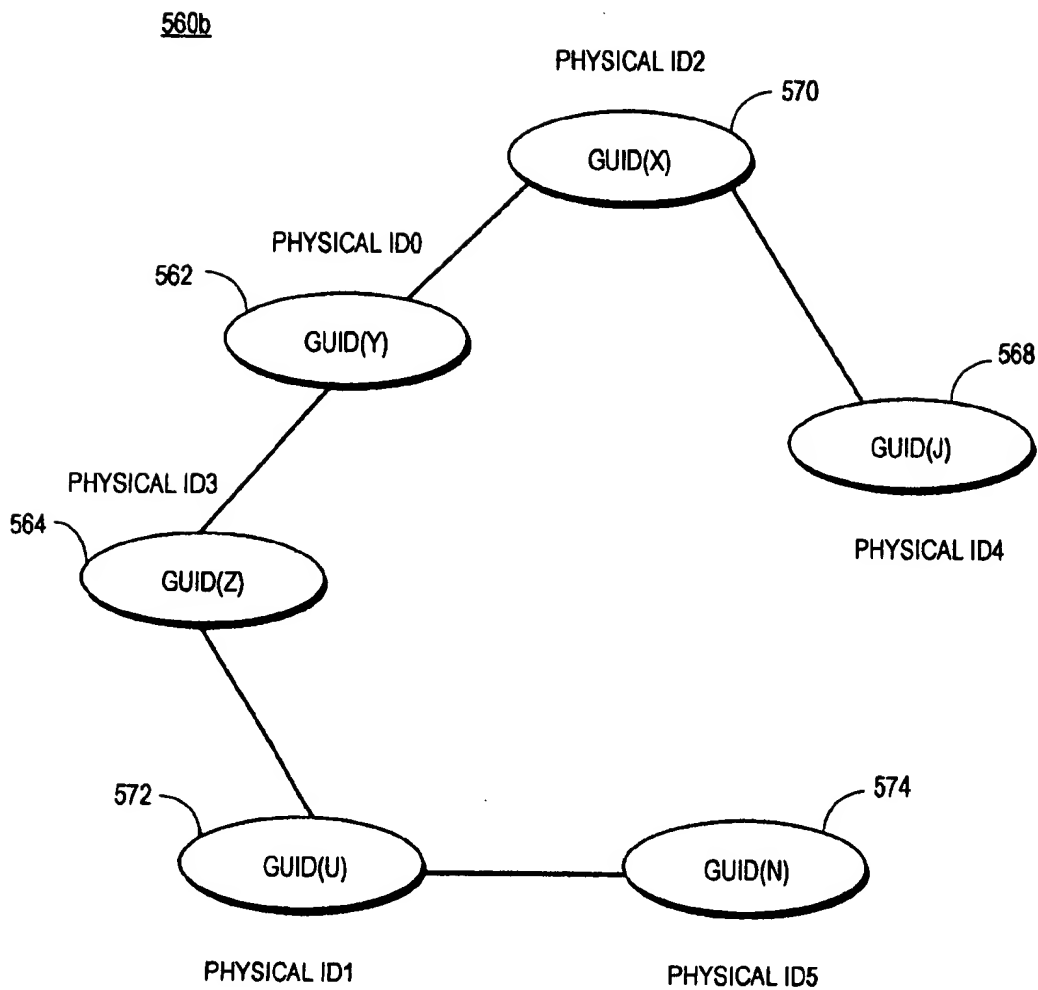 560b
PHYSICAL ID2
570
GUID(X)
PHYSICAL ID0
562
GUID(Y)
568
GUID(J)
PHYSICAL ID3
564
PHYSICAL ID4
GUID(Z)
572
574
GUID(U)
GUID(N)
PHYSICAL ID1
PHYSICAL ID5